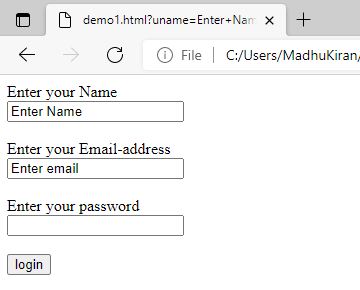 demo1.html?uname=Enter+Nam
File C:/Users/MadhuKiran/
Enter your Name
Enter Name
Enter your Email-address
Enter email
Enter your password
login